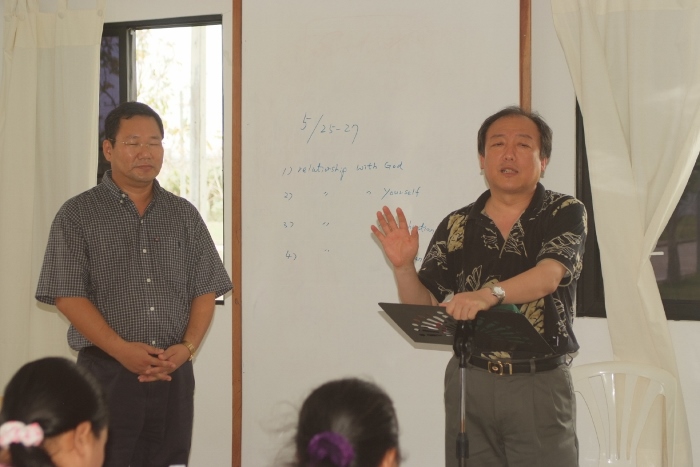 5/25-27
1) relationship with God
2) " " Yourself
3) "
4) "